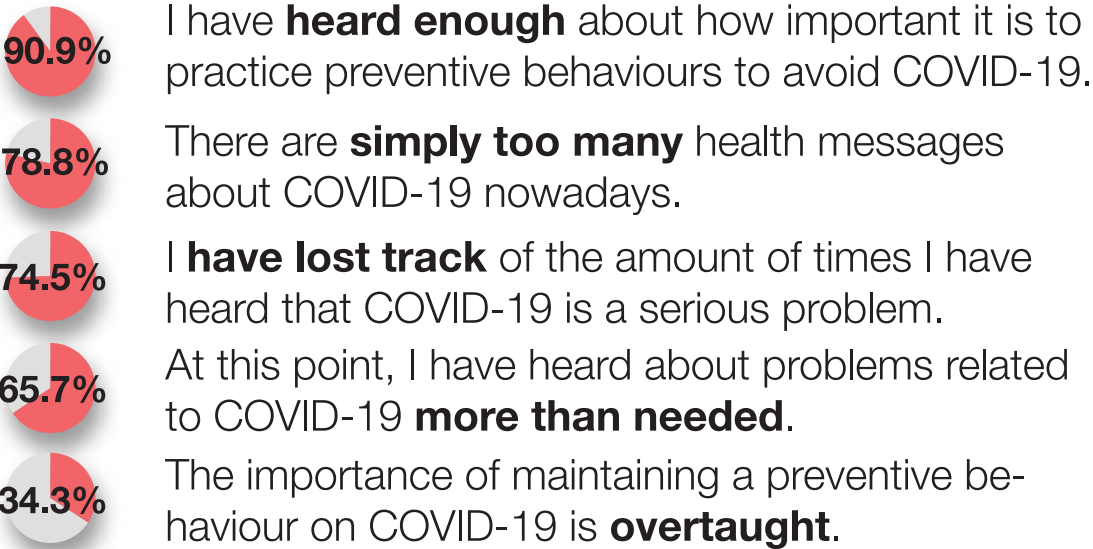 90.9%
I have heard enough about how important it is to
practice preventive behaviours to avoid COVID-19.
78.8%
There are simply too many health messages
about COVID-19 nowadays.
74.5%
I have lost track of the amount of times I have
heard that COVID-19 is a serious problem.
65.7%
At this point, I have heard about problems related
to COVID-19 more than needed.
34.3%
The importance of maintaining a preventive be-
haviour on COVID-19 is overtaught.